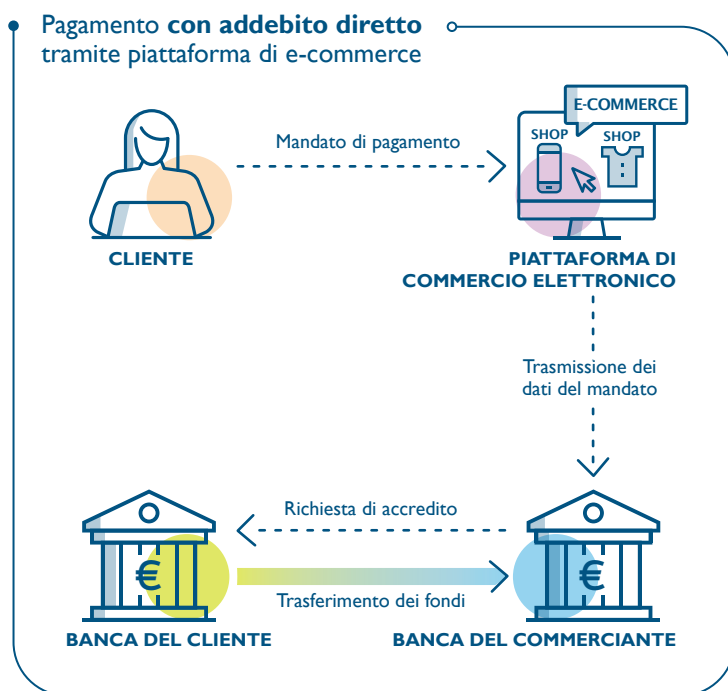 Pagamento con addebito diretto
tramite piattaforma di e-commerce
E-COMMERCE
SHOP
SHOP
Mandato di pagamento
CLIENTE
PIATTAFORMA DI
COMMERCIO ELETTRONICO
Trasmissione dei
dati del mandato
Richiesta di accredito
€
€
Trasferimento dei fondi
BANCA DEL CLIENTE
BANCA DEL COMMERCIANTE